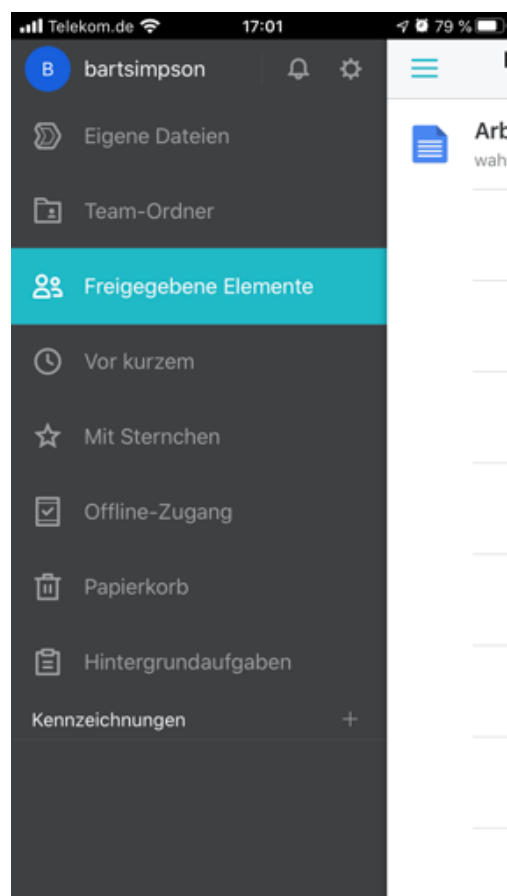 Telekom.de 17:01 79 %
B bartsimpson
Eigene Dateien
Arb
wah
Team-Ordner
Freigegebene Elemente
Vor kurzem
Mit Sternchen
Offline-Zugang
Papierkorb
Hintergrundaufgaben
Kennzeichnungen +